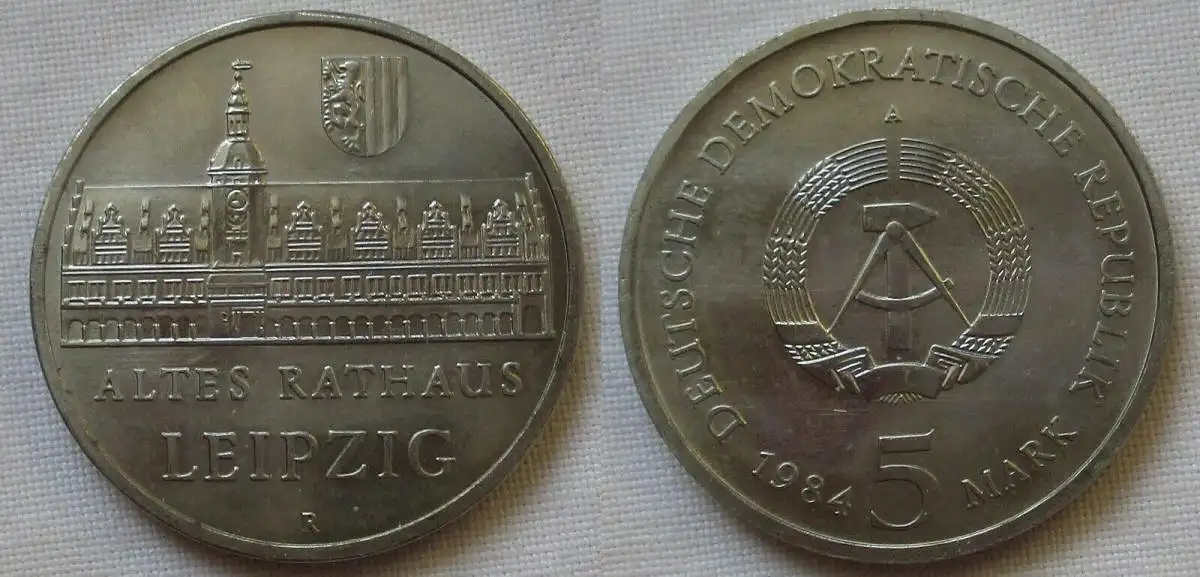 ALTES RATHAUS
LEIPZIG
R
DEUTSCHE DEMOKRATISCHE REPUBLIK
A
1984 5 MARK